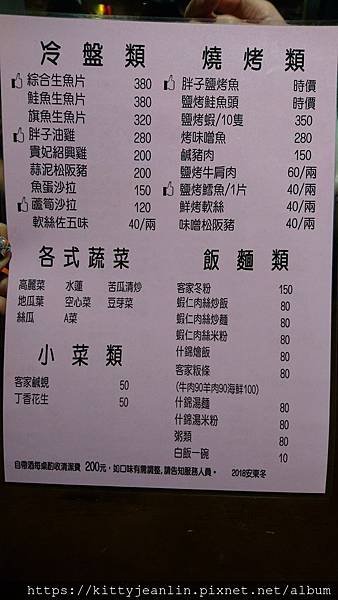 冷盤類
綜合生魚片 380
鮭魚生魚片 380
旗魚生魚片 320
胖子油雞 280
貴妃紹興雞 200
蒜泥松阪豬 200
魚蛋沙拉 150
蘆筍沙拉 120
軟絲佐五味 40/兩
燒烤類
胖子鹽烤魚 時價
鹽烤鮭魚頭 時價
鹽烤蝦/10隻 350
烤味噌魚 280
鹹豬肉 150
鹽烤牛肩肉 60/兩
鹽烤鱈魚/1片 40/兩
鮮烤軟絲 40/兩
味噌松阪豬 40/兩
各式蔬菜
高麗菜 水蓮 苦瓜清炒
地瓜葉 空心菜 豆芽菜
絲瓜 A菜
小菜類
客家鹹蜆 50
丁香花生 50
飯麵類
客家冬粉 150
蝦仁肉絲炒飯 80
蝦仁肉絲炒麵 80
蝦仁肉絲米粉 80
什錦燴飯 80
客家粄條 80
(牛肉90羊肉90海鮮100)
什錦湯麵 80
什錦湯米粉 80
粥類 80
白飯一碗 10
自帶酒每桌酌收清潔費 200元，如口味有需調整,請告知服務人員。 2018安東冬
https://kittyjeanlin.pixnet.net/album